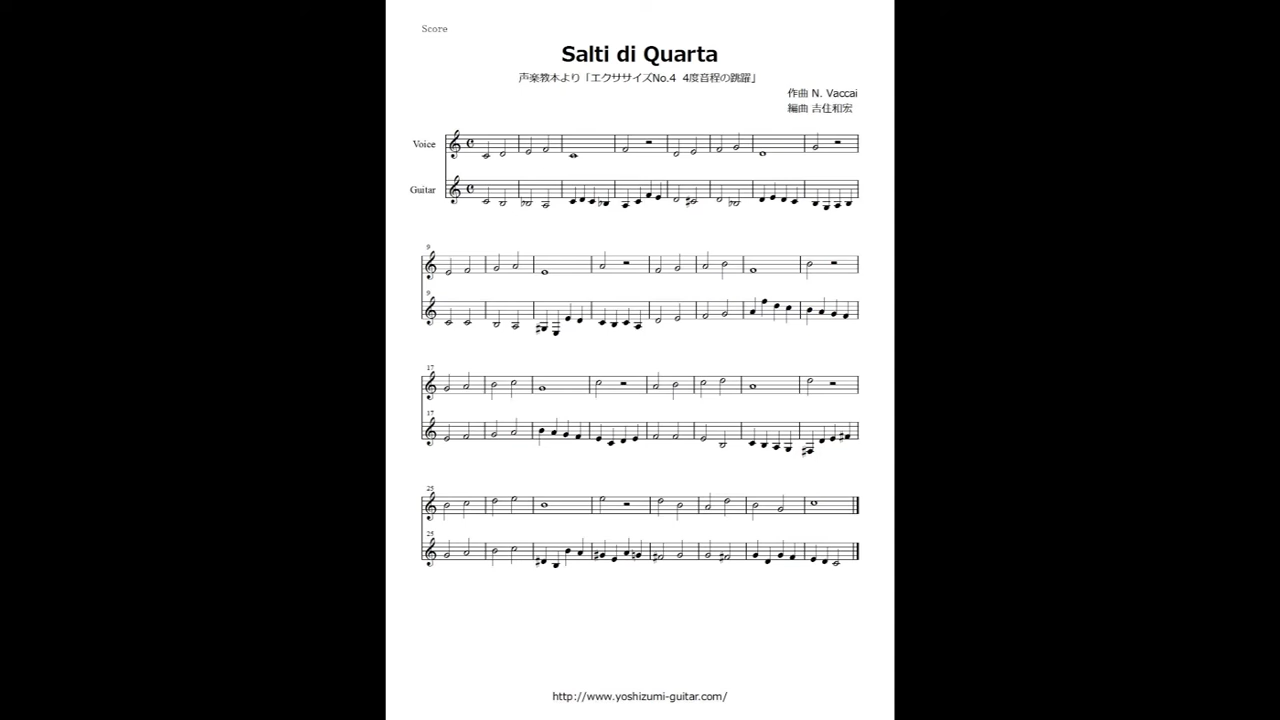 Score
Salti di Quarta
声楽教本より「エクササイズNo.4 4度音程の跳躍」
作曲 N. Vaccai
編曲 吉住和宏
Voice
Guitar
9
9
17
17
25
25
http://www.yoshizumi-guitar.com/